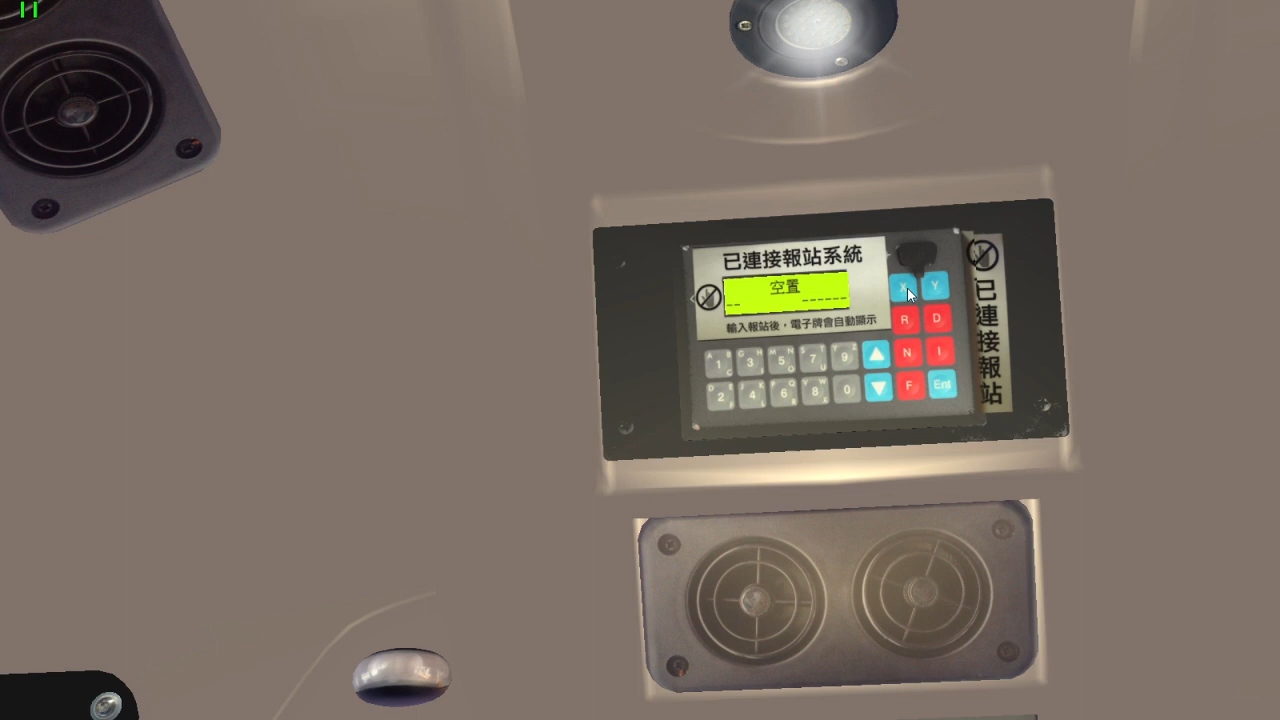 已連接報站系統
空置
-- ------
輸入報站後，電子牌會自動顯示
X Y
R D
1 3 5 7 9 ▲ N I
2 4 6 8 0 ▼ F Ent
已連接報站